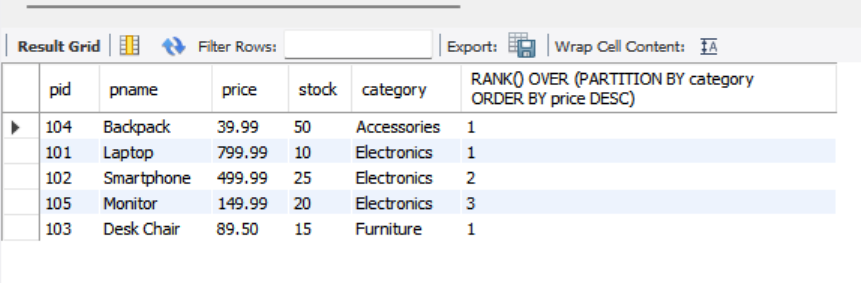 Result Grid Filter Rows: Export: Wrap Cell Content: IA
pid pname price stock category RANK() OVER (PARTITION BY category
ORDER BY price DESC)
104 Backpack 39.99 50 Accessories 1
101 Laptop 799.99 10 Electronics 1
102 Smartphone 499.99 25 Electronics 2
105 Monitor 149.99 20 Electronics 3
103 Desk Chair 89.50 15 Furniture 1